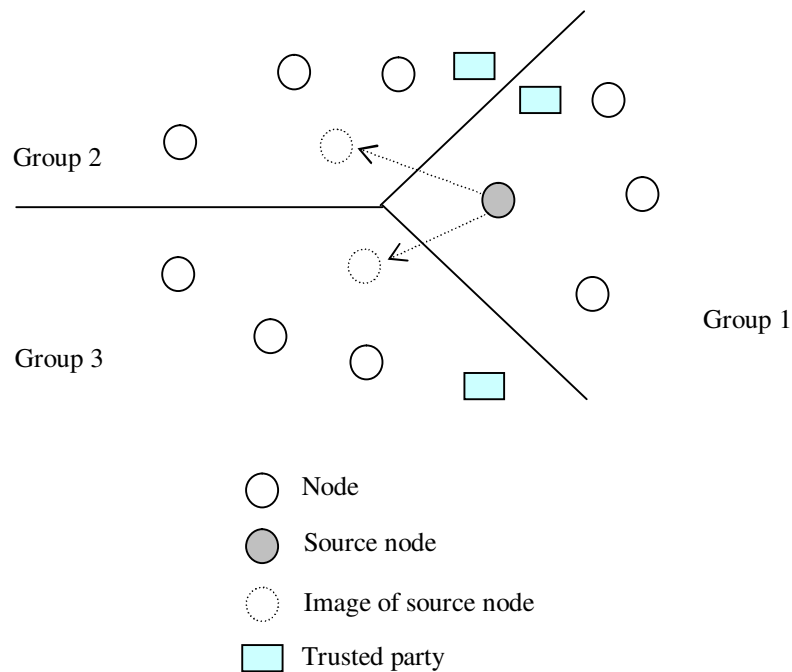 Group 2
Group 1
Group 3
Node
Source node
Image of source node
Trusted party